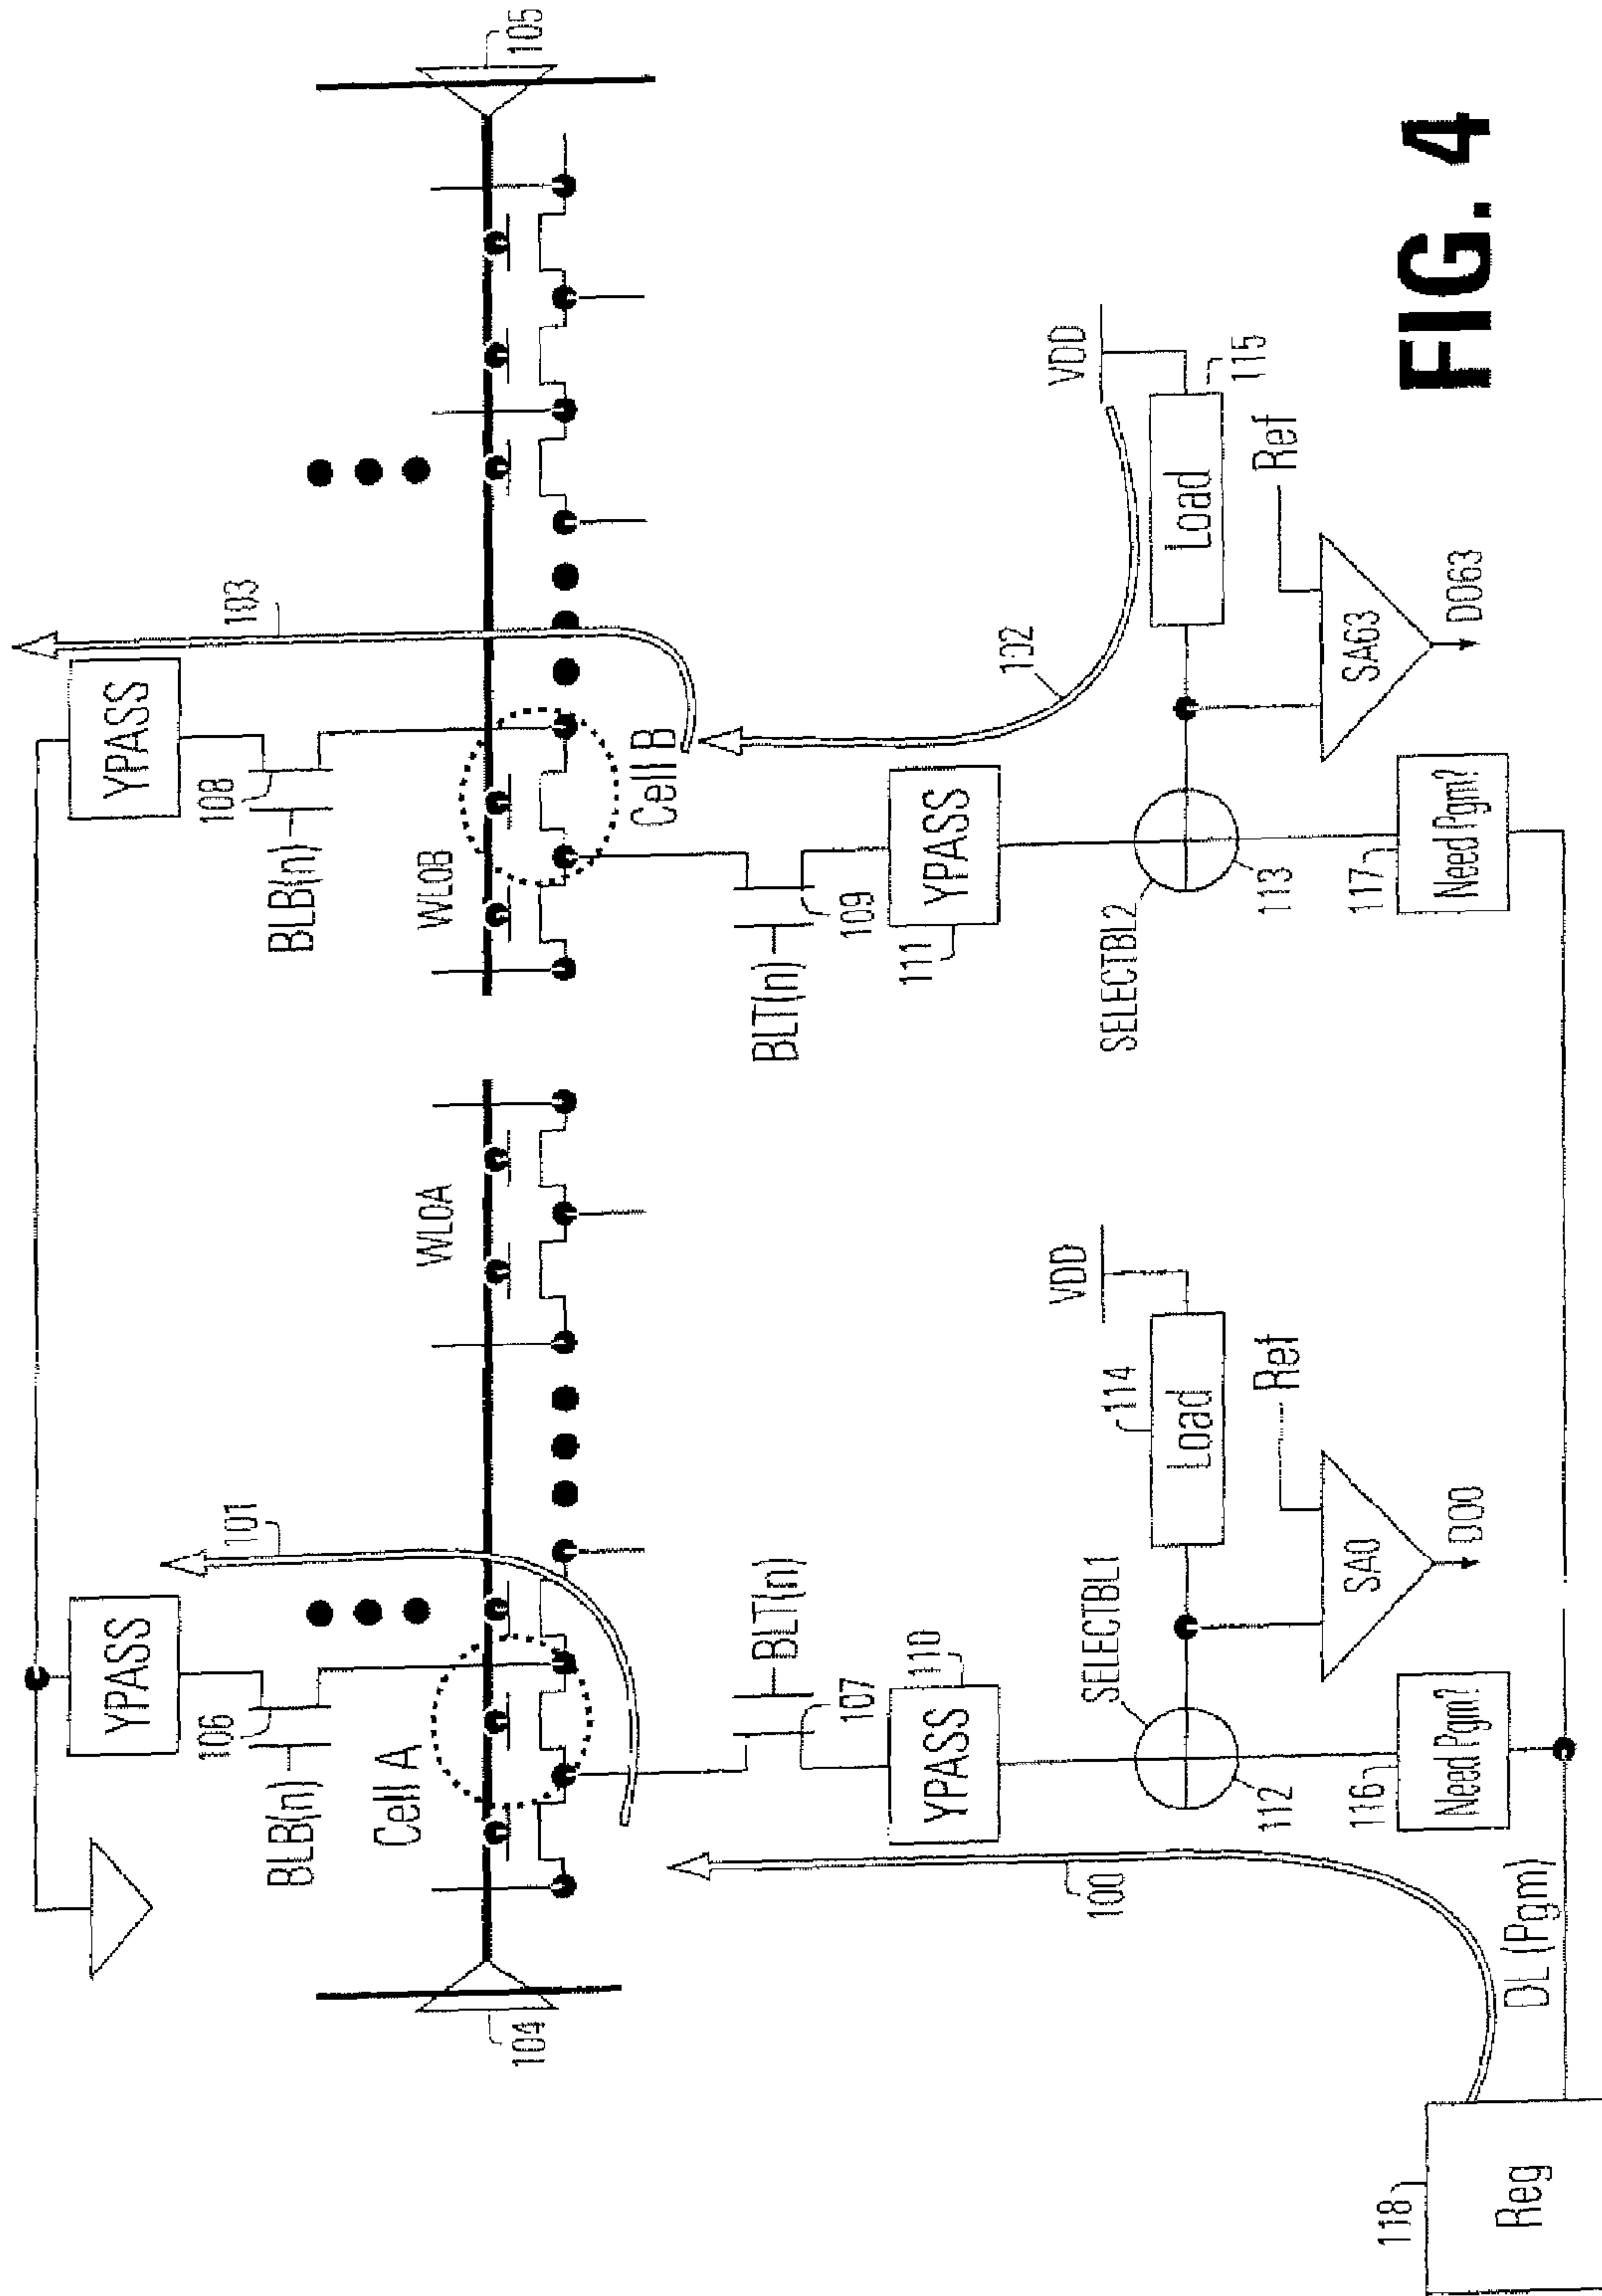 YPASS
YPASS
106
108
BLB(n)
BLB(n)
101
103
Cell A
WL0A
WL0B
104
105
Cell B
BLT(n)
BLT(n)
107
109
YPASS
110
YPASS
111
VDD
VDD
102
SELECTBL1
SELECTBL2
114
Load
Load
115
112
113
100
Ref
Ref
SA0
SA63
116
Need Pgm?
117
Need Pgm?
DO0
DO63
DL (Pgm)
118
Reg
FIG. 4